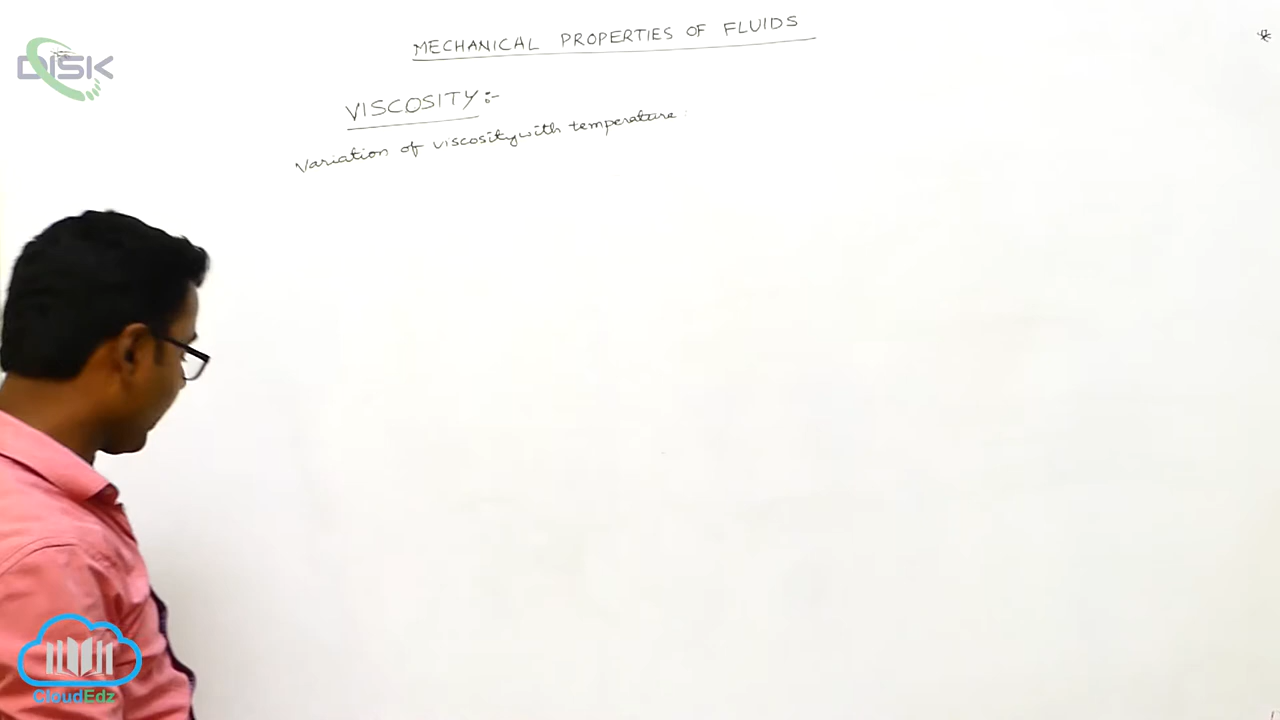 MECHANICAL PROPERTIES OF FLUIDS
DISK
VISCOSITY :-
Variation of viscosity with temperature :
CloudEdz